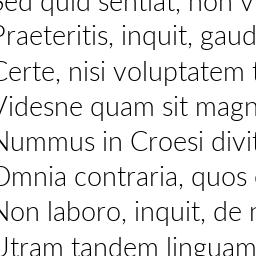 Sed quid sentiat, non v
Praeteritis, inquit, gaud
Certe, nisi voluptatem t
Videsne quam sit magn
Nummus in Croesi divit
Omnia contraria, quos
Non laboro, inquit, de n
Utram tandem linguam